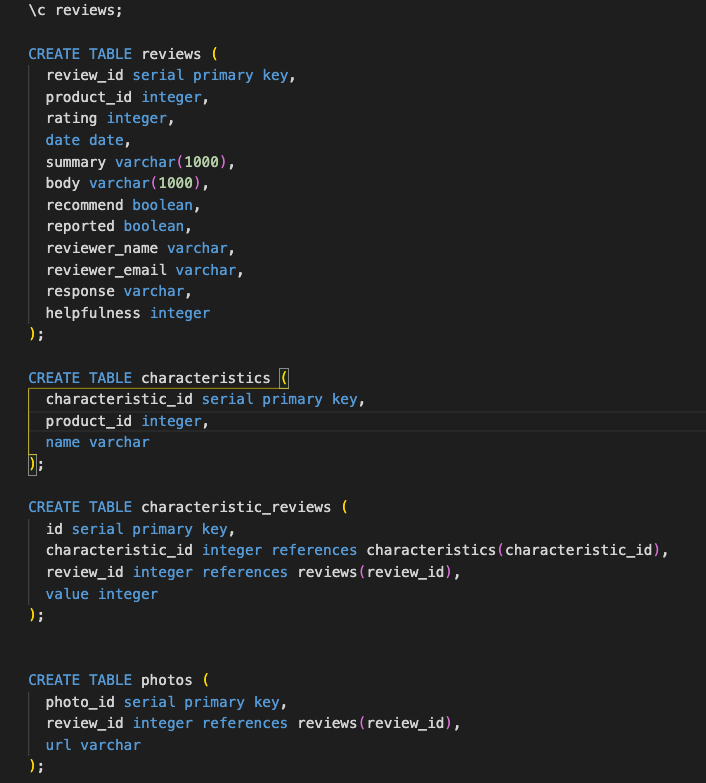 \c reviews;
CREATE TABLE reviews (
review_id serial primary key,
product_id integer,
rating integer,
date date,
summary varchar(1000),
body varchar(1000),
recommend boolean,
reported boolean,
reviewer_name varchar,
reviewer_email varchar,
response varchar,
helpfulness integer
);
CREATE TABLE characteristics (
characteristic_id serial primary key,
product_id integer,
name varchar
);
CREATE TABLE characteristic_reviews (
id serial primary key,
characteristic_id integer references characteristics(characteristic_id),
review_id integer references reviews(review_id),
value integer
);
CREATE TABLE photos (
photo_id serial primary key,
review_id integer references reviews(review_id),
url varchar
);